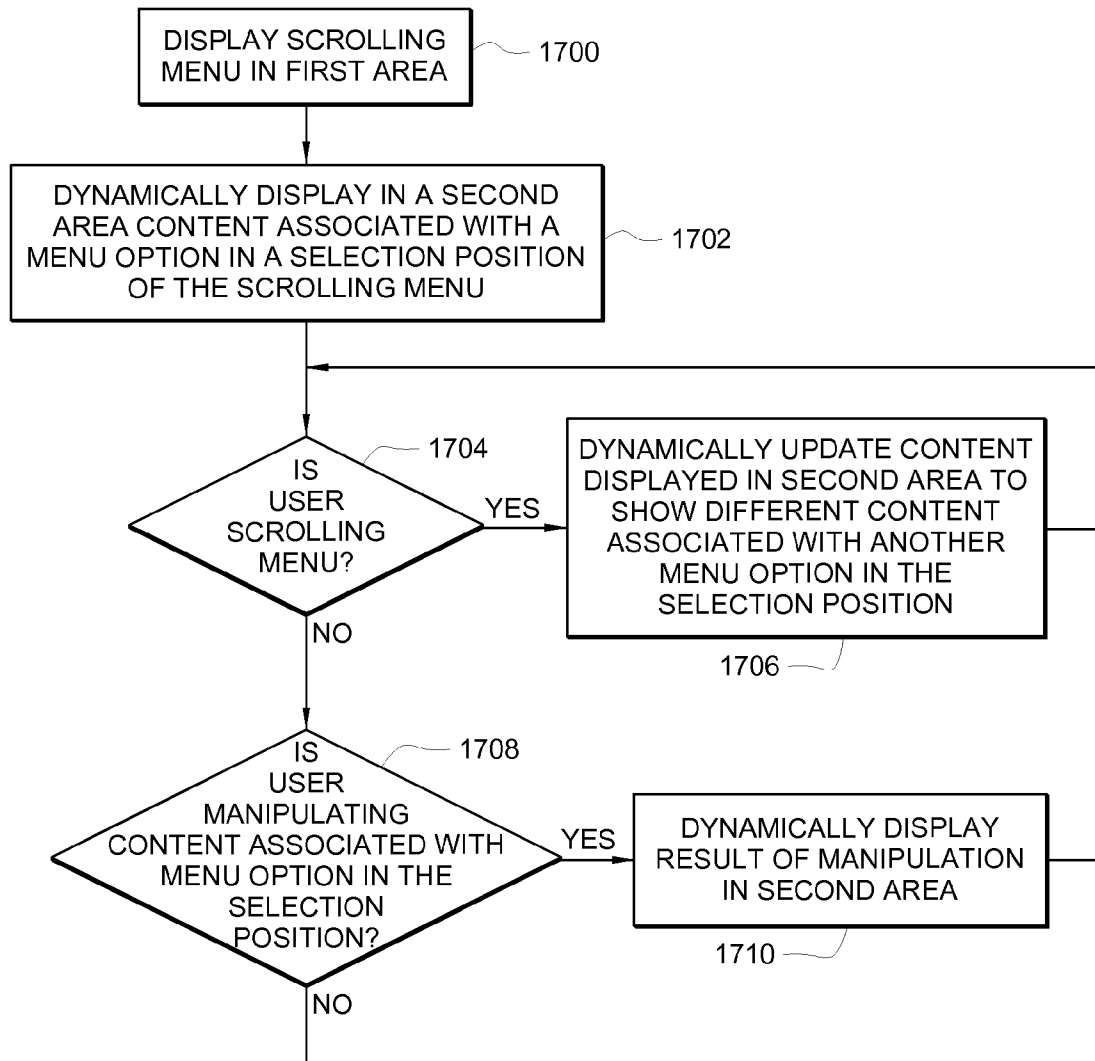 DISPLAY SCROLLING
MENU IN FIRST AREA
1700
DYNAMICALLY DISPLAY IN A SECOND
AREA CONTENT ASSOCIATED WITH A
MENU OPTION IN A SELECTION POSITION
OF THE SCROLLING MENU
1702
1704
IS
USER
SCROLLING
MENU?
YES
NO
DYNAMICALLY UPDATE CONTENT
DISPLAYED IN SECOND AREA TO
SHOW DIFFERENT CONTENT
ASSOCIATED WITH ANOTHER
MENU OPTION IN THE
SELECTION POSITION
1706
1708
IS
USER
MANIPULATING
CONTENT ASSOCIATED WITH
MENU OPTION IN THE
SELECTION
POSITION?
YES
NO
DYNAMICALLY DISPLAY
RESULT OF MANIPULATION
IN SECOND AREA
1710